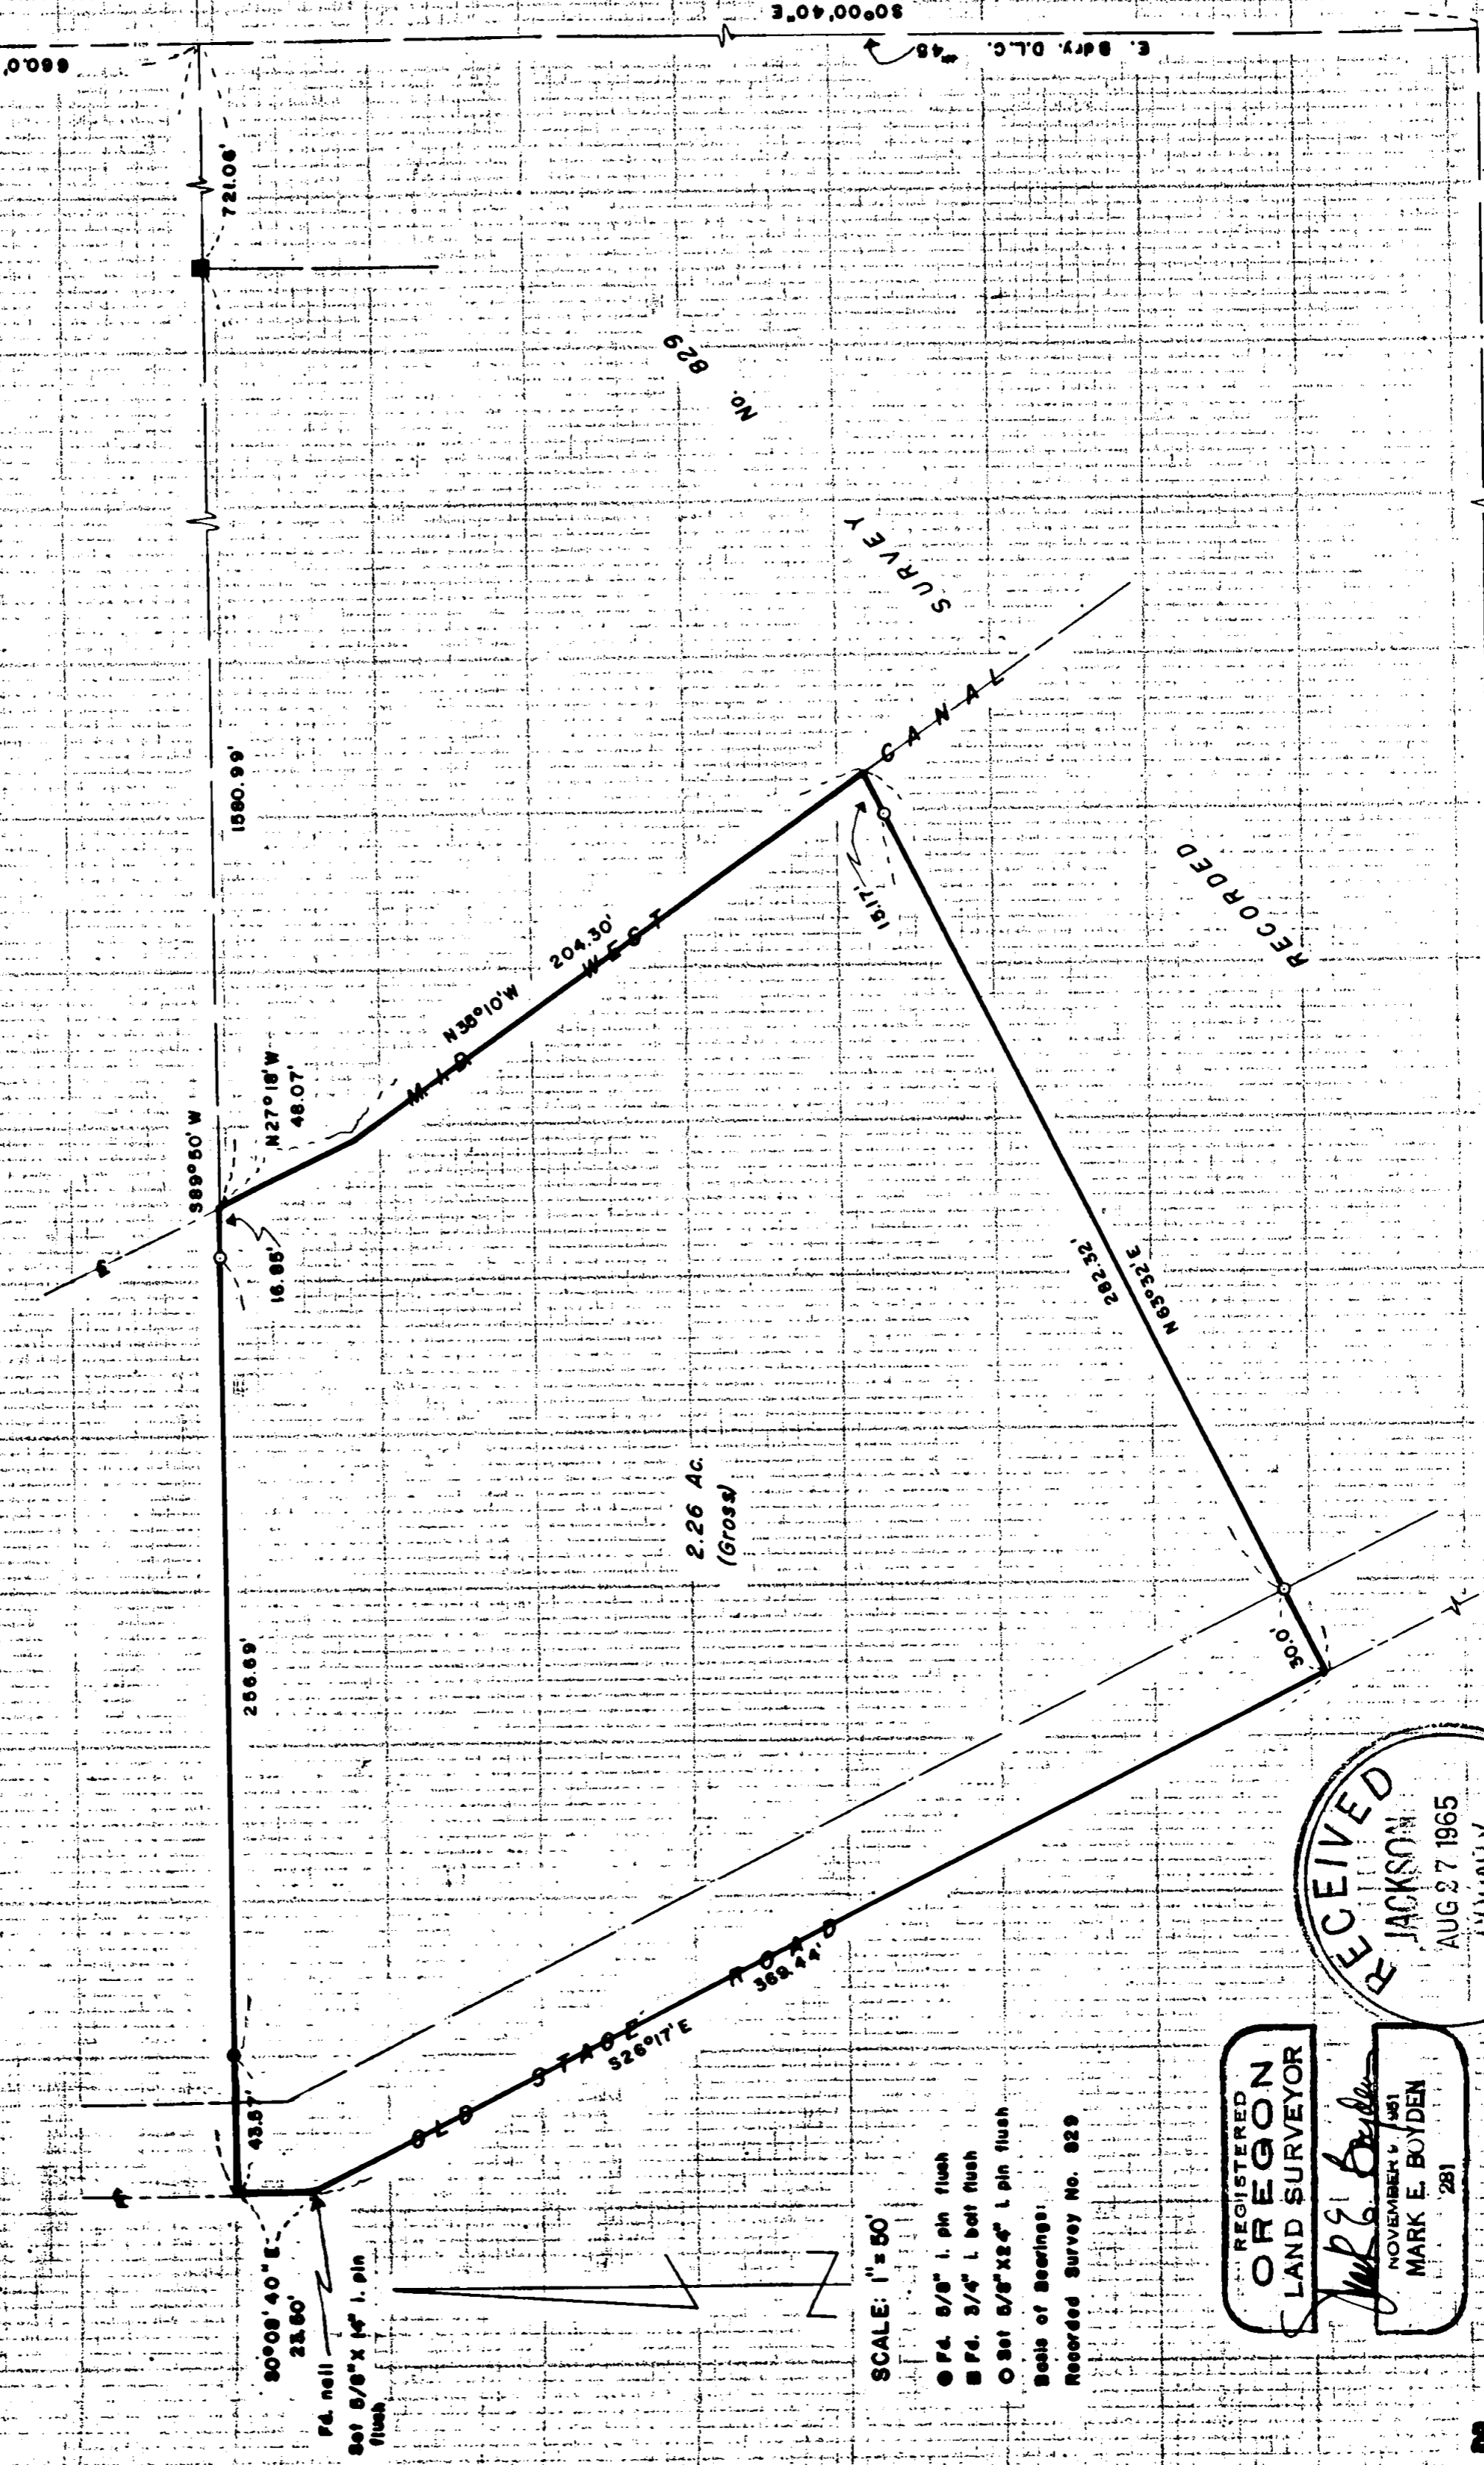 660.0'
S0°00'40"E
E. Bdry. D.L.C. #48
721.06'
1580.99'
S89°50'W
N27°18'W
48.07'
16.85'
N38°10'W
204.30'
MID WEST CANAL
15.17'
RECORDED SURVEY No. 829
256.69'
2.26 Ac.
(Gross)
282.32'
N63°32'E
30.0'
43.57'
S0°08'40"E
23.50'
Fd. nail
Set 5/8" X 14" i. pin
flush
OLD STAGE ROAD
S26°17'E
369.44'
SCALE: 1"=50'
Fd. 5/8" i. pin flush
Fd. 3/4" i. bolt flush
Set 5/8"X24" i. pin flush
Basis of Bearings:
Recorded Survey No. 829
REGISTERED
OREGON
LAND SURVEYOR
NOVEMBER 6 1951
MARK E. BOYDEN
281
RECEIVED
JACKSON
AUG 27 1965